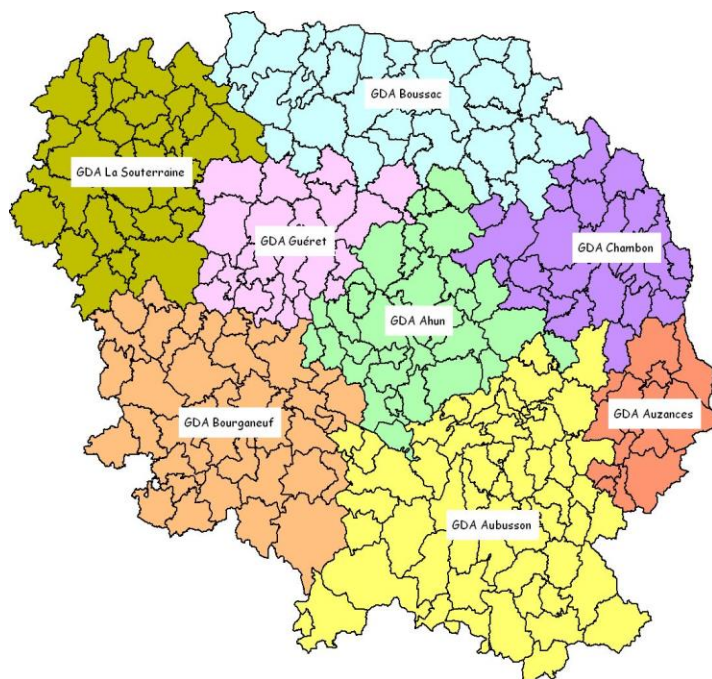 GDA Boussac
GDA La Souterraine
GDA Guéret
GDA Chambon
GDA Ahun
GDA Auzances
GDA Bourganeuf
GDA Aubusson